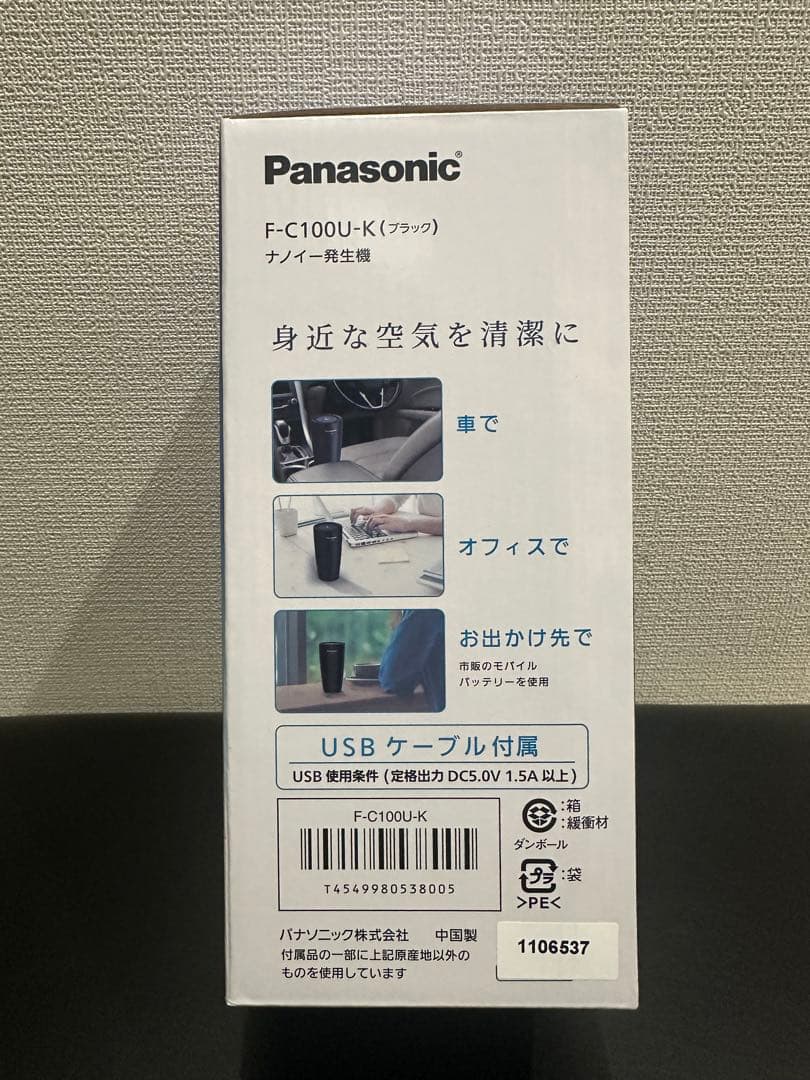 Panasonic®
F-C100U-K(ブラック)
ナノイー発生機
身近な空気を清潔に
車で
オフィスで
お出かけ先で
市販のモバイル
バッテリーを使用
USB ケーブル付属
USB 使用条件 (定格出力 DC5.0V 1.5A 以上)
F-C100U-K
T4549980538005
:箱
:緩衝材
ダンボール
プラ :袋
>PE<
パナソニック株式会社 中国製
付属品の一部に上記原産地以外の
ものを使用しています
1106537